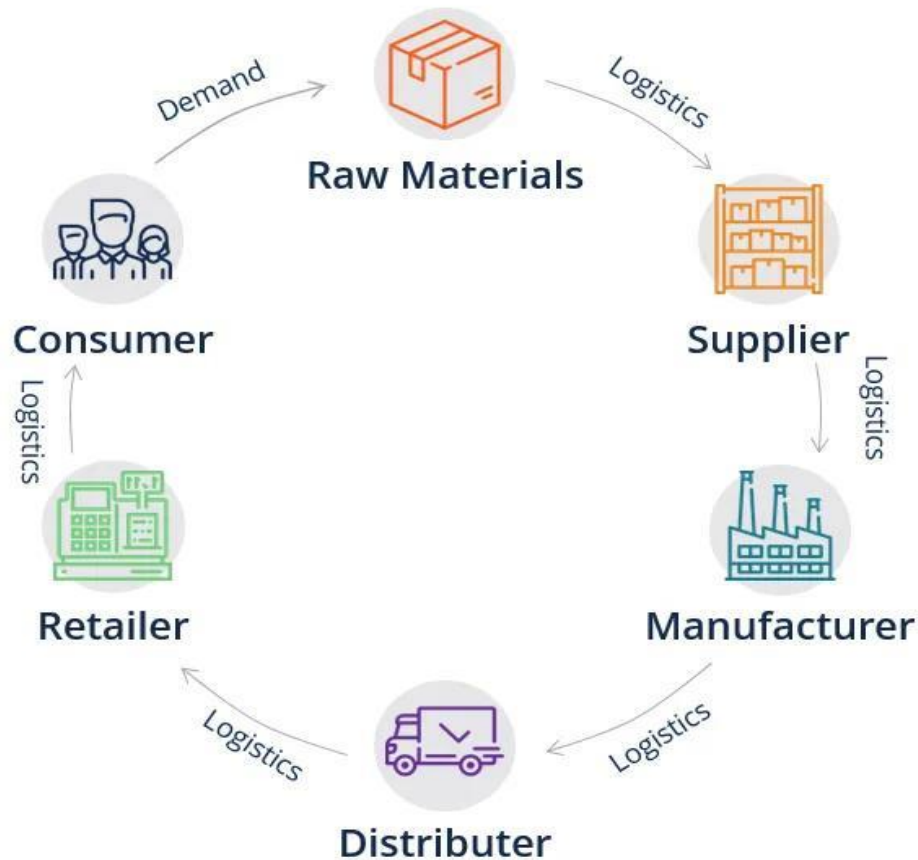 Demand
Logistics
Raw Materials
Consumer
Supplier
Logistics
Logistics
Retailer
Manufacturer
Logistics
Logistics
Distributer